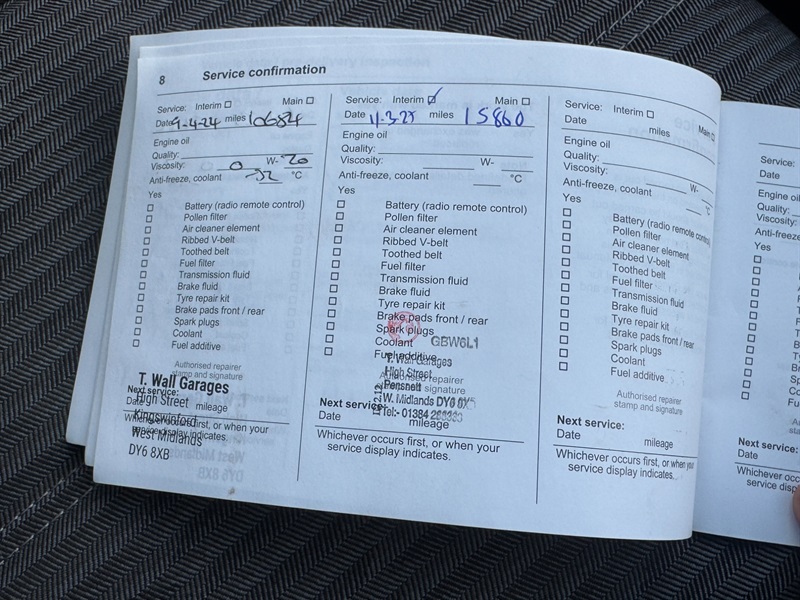 8 Service confirmation
Service: Interim ☐ Main ☐
Date 9-4-24 miles 10684
Engine oil
Quality:
Viscosity: 0 W- 20
Anti-freeze, coolant -32 °C
Yes
☐ Battery (radio remote control)
☐ Pollen filter
☐ Air cleaner element
☐ Ribbed V-belt
☐ Toothed belt
☐ Fuel filter
☐ Transmission fluid
☐ Brake fluid
☐ Tyre repair kit
☐ Brake pads front / rear
☐ Spark plugs
☐ Coolant
☐ Fuel additive
Authorised repairer
stamp and signature
T. Wall Garages
High Street
Kingswinford
West Midlands
DY6 8XB
Next service:
Date mileage
Whichever occurs first, or when your
service display indicates.
Service: Interim ☑ Main ☐
Date 11-3-25 miles 15860
Engine oil
Quality:
Viscosity: W-
Anti-freeze, coolant °C
Yes
☐ Battery (radio remote control)
☐ Pollen filter
☐ Air cleaner element
☐ Ribbed V-belt
☐ Toothed belt
☐ Fuel filter
☐ Transmission fluid
☐ Brake fluid
☐ Tyre repair kit
☐ Brake pads front / rear
☐ Spark plugs
☐ Coolant
☐ Fuel additive
GBW6L1
Authorised repairer
stamp and signature
T. Wall Garages
High Street
Pensnett
W. Midlands DY6 0X
Tel:- 01384
Next service:
Date mileage
Whichever occurs first, or when your
service display indicates.
Service: Interim ☐ Main ☐
Date miles
Engine oil
Quality:
Viscosity: W-
Anti-freeze, coolant °C
Yes
☐ Battery (radio remote control)
☐ Pollen filter
☐ Air cleaner element
☐ Ribbed V-belt
☐ Toothed belt
☐ Fuel filter
☐ Transmission fluid
☐ Brake fluid
☐ Tyre repair kit
☐ Brake pads front / rear
☐ Spark plugs
☐ Coolant
☐ Fuel additive
Authorised repairer
stamp and signature
Next service:
Date mileage
Whichever occurs first, or when your
service display indicates.
Service:
Date
Engine oil
Quality:
Viscosity:
Yes
Next service:
Date
Whichever
service